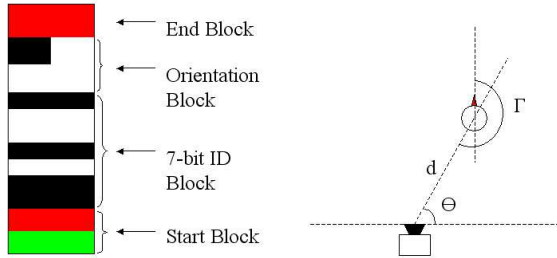 End Block
Orientation
Block
7-bit ID
Block
Start Block
Γ
d
Θ